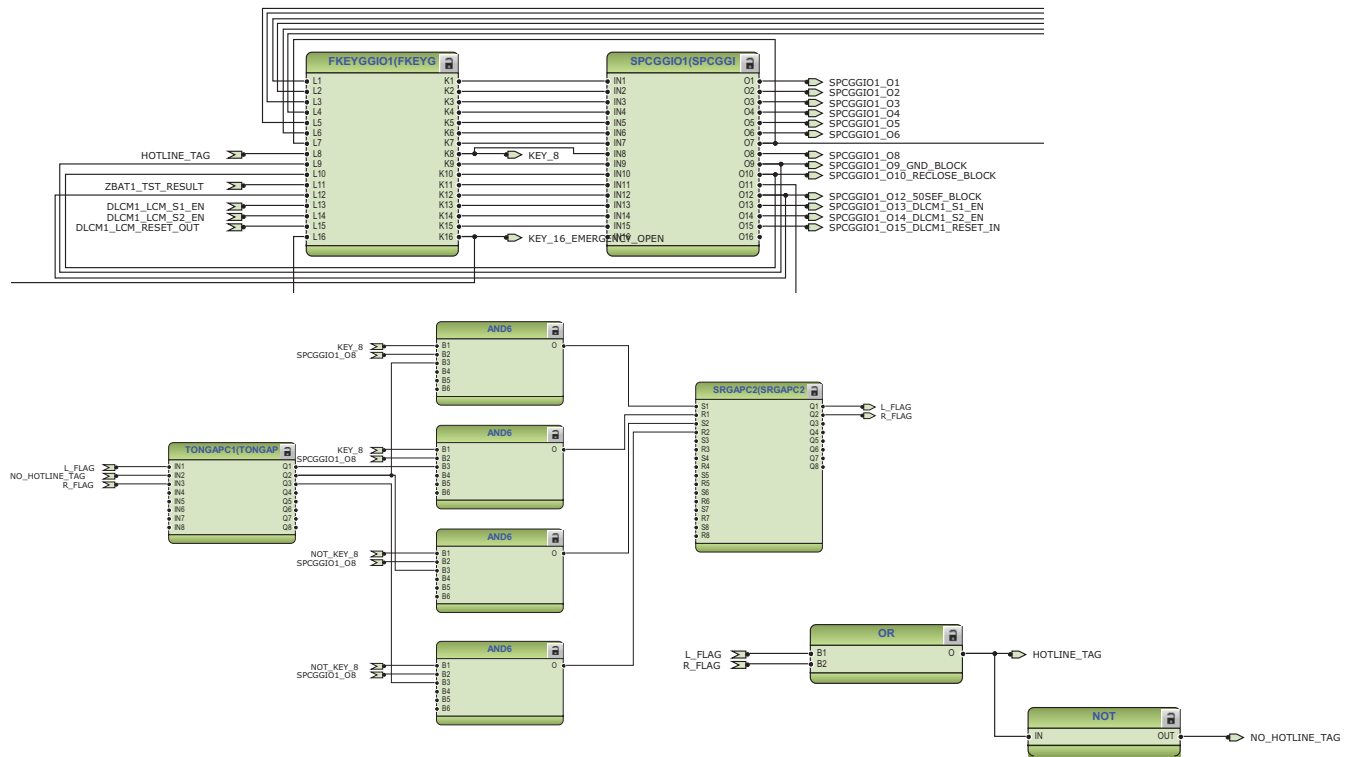 FKEYGGIO1(FKEYG
SPCGGIO1(SPCGGI
L1 K1 IN1 O1 SPCGGIO1_O1
L2 K2 IN2 O2 SPCGGIO1_O2
L3 K3 IN3 O3 SPCGGIO1_O3
L4 K4 IN4 O4 SPCGGIO1_O4
L5 K5 IN5 O5 SPCGGIO1_O5
L6 K6 IN6 O6 SPCGGIO1_O6
L7 K7 IN7 O7
HOTLINE_TAG L8 K8 KEY_8 IN8 O8 SPCGGIO1_O8
L9 K9 IN9 O9 SPCGGIO1_O9_GND_BLOCK
L10 K10 IN10 O10 SPCGGIO1_O10_RECLOSE_BLOCK
ZBAT1_TST_RESULT L11 K11 IN11 O11
L12 K12 IN12 O12 SPCGGIO1_O12_50SEF_BLOCK
DLCM1_LCM_S1_EN L13 K13 IN13 O13 SPCGGIO1_O13_DLCM1_S1_EN
DLCM1_LCM_S2_EN L14 K14 IN14 O14 SPCGGIO1_O14_DLCM1_S2_EN
DLCM1_LCM_RESET_OUT L15 K15 IN15 O15 SPCGGIO1_O15_DLCM1_RESET_IN
L16 K16 KEY_16_EMERGENCY_OPEN IN16 O16
AND6
KEY_8 B1 O
SPCGGIO1_O8 B2
B3
B4
B5
B6
AND6
KEY_8 B1 O
SPCGGIO1_O8 B2
B3
B4
B5
B6
TONGAPC1(TONGAP
L_FLAG IN1 Q1
NO_HOTLINE_TAG IN2 Q2
R_FLAG IN3 Q3
IN4 Q4
IN5 Q5
IN6 Q6
IN7 Q7
IN8 Q8
AND6
NOT_KEY_8 B1 O
SPCGGIO1_O8 B2
B3
B4
B5
B6
AND6
NOT_KEY_8 B1 O
SPCGGIO1_O8 B2
B3
B4
B5
B6
SRGAPC2(SRGAPC2
S1 Q1 L_FLAG
R1 Q2 R_FLAG
S2 Q3
R2 Q4
S3 Q5
R3 Q6
S4 Q7
R4 Q8
S5
R5
S6
R6
S7
R7
S8
R8
OR
L_FLAG B1 O HOTLINE_TAG
R_FLAG B2
NOT
IN OUT NO_HOTLINE_TAG